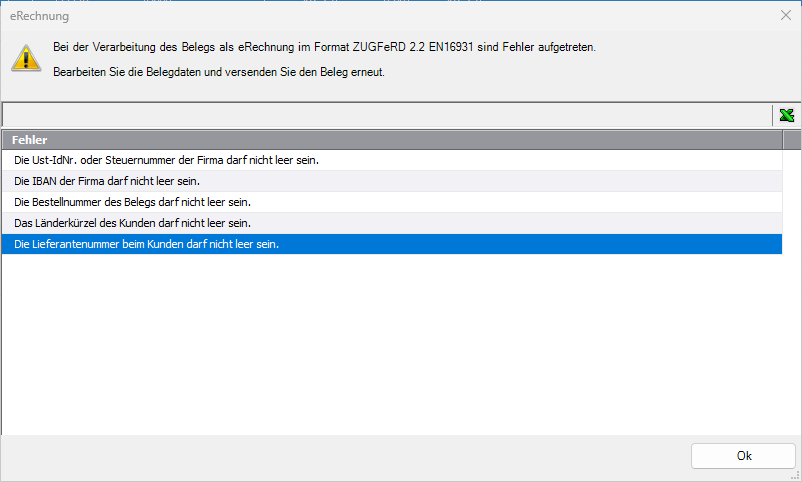 eRechnung
Bei der Verarbeitung des Belegs als eRechnung im Format ZUGFeRD 2.2 EN16931 sind Fehler aufgetreten.
Bearbeiten Sie die Belegdaten und versenden Sie den Beleg erneut.
Fehler
Die Ust-IdNr. oder Steuernummer der Firma darf nicht leer sein.
Die IBAN der Firma darf nicht leer sein.
Die Bestellnummer des Belegs darf nicht leer sein.
Das Länderkürzel des Kunden darf nicht leer sein.
Die Lieferantenummer beim Kunden darf nicht leer sein.
Ok